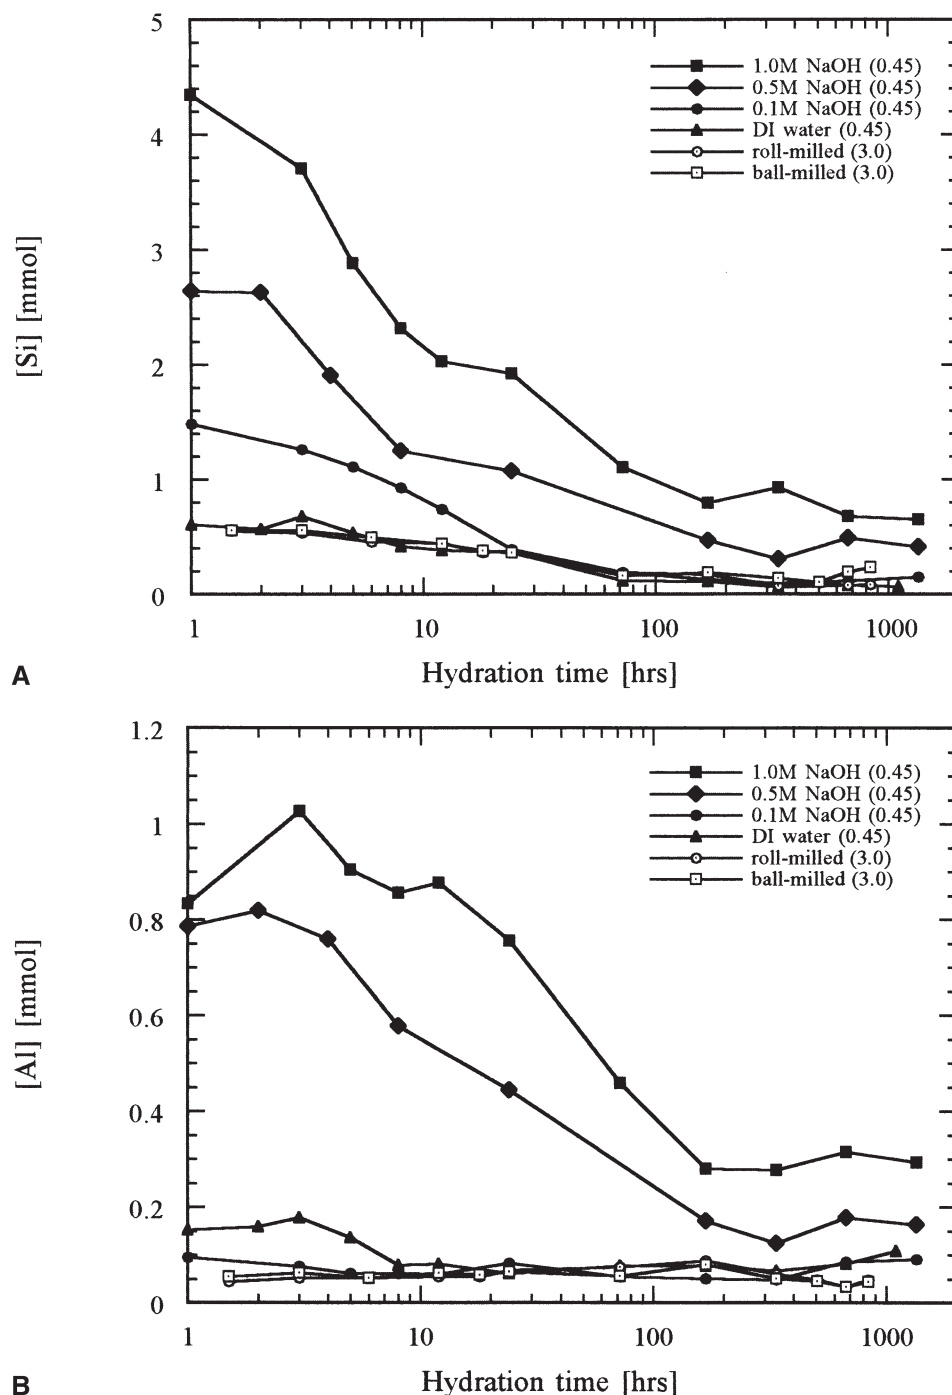 A
5
4
3
2
1
0
[Si] [mmol]
1.0M NaOH (0.45)
0.5M NaOH (0.45)
0.1M NaOH (0.45)
DI water (0.45)
roll-milled (3.0)
ball-milled (3.0)
1 10 100 1000
Hydration time [hrs]
1.2
1
0.8
0.6
0.4
0.2
0
[Al] [mmol]
1.0M NaOH (0.45)
0.5M NaOH (0.45)
0.1M NaOH (0.45)
DI water (0.45)
roll-milled (3.0)
ball-milled (3.0)
1 10 100 1000
B
Hydration time [hrs]